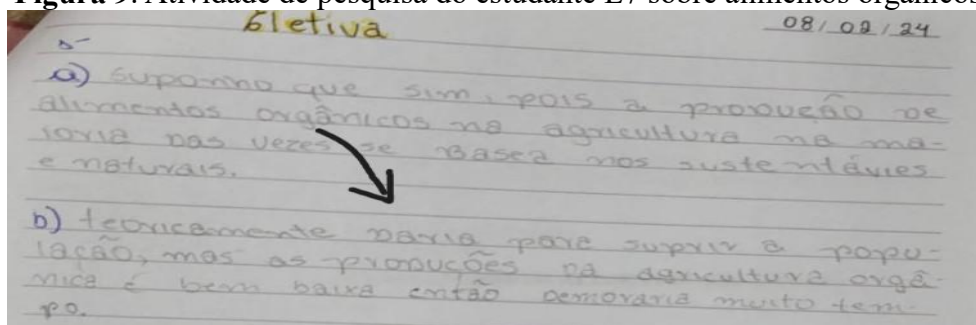 Figura 9. Atividade de pesquisa do estudante E7 sobre alimentos orgânicos
Eletiva 08/02/24
5-
a) suponho que sim, pois a produção de
alimentos orgânicos na agricultura na ma-
ioria das vezes se basea nos sustentávies
e naturais.
b) teoricamente daria para suprir a popu-
lação, mas as produções da agricultura orgâ-
nica é bem baixa então demoraria muito tem-
po.